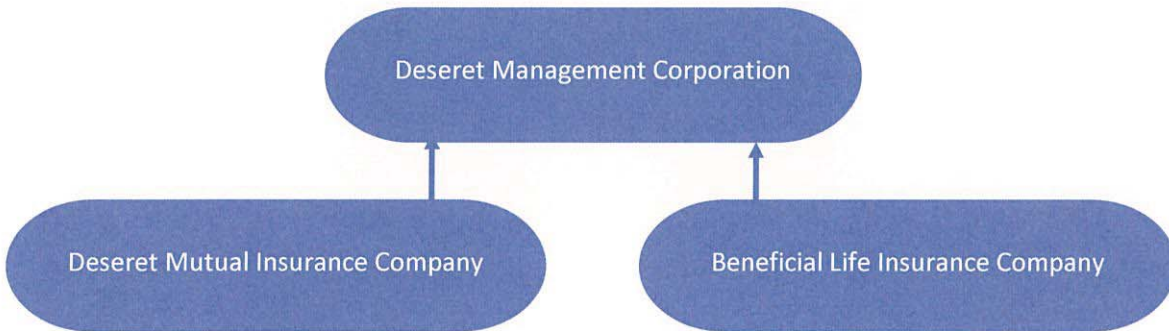 Deseret Management Corporation
Deseret Mutual Insurance Company
Beneficial Life Insurance Company